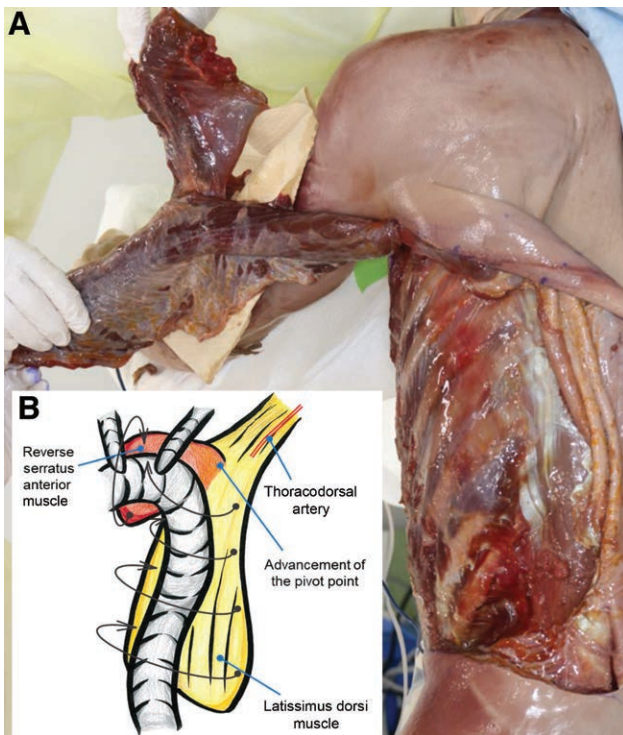 A
B
Reverse
serratus
anterior
muscle
Thoracodorsal
artery
Advancement of
the pivot point
Latissimus dorsi
muscle